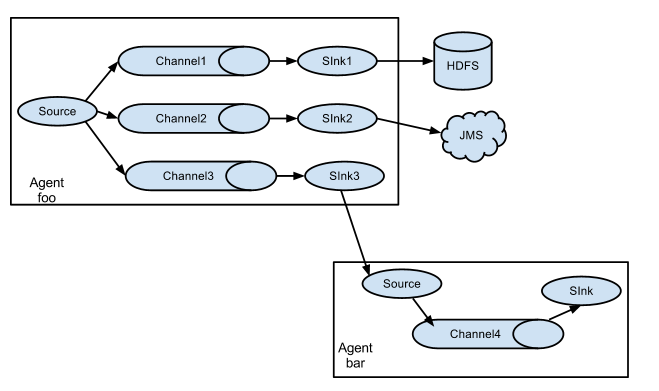 Channel1
SInk1
HDFS
Source
Channel2
SInk2
JMS
Channel3
SInk3
Agent
foo
Source
SInk
Channel4
Agent
bar